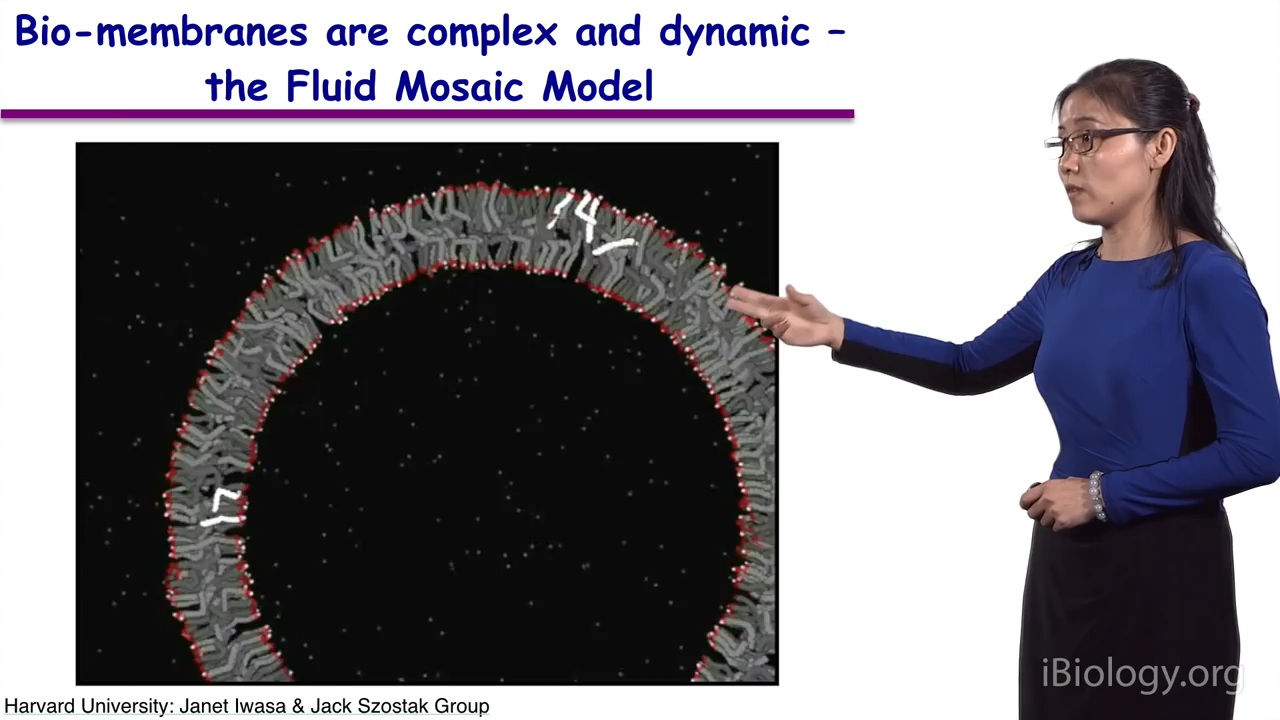 Bio-membranes are complex and dynamic –
the Fluid Mosaic Model
Harvard University: Janet Iwasa & Jack Szostak Group
iBiology.org